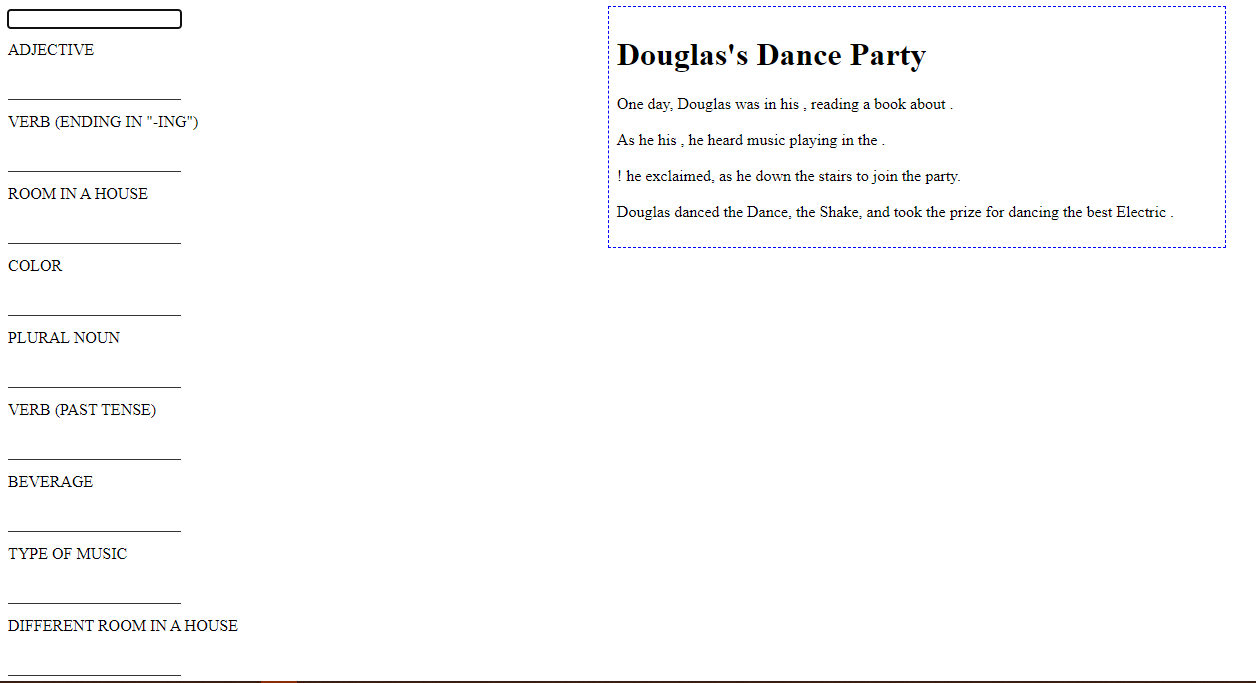 ADJECTIVE
VERB (ENDING IN "-ING")
ROOM IN A HOUSE
COLOR
PLURAL NOUN
VERB (PAST TENSE)
BEVERAGE
TYPE OF MUSIC
DIFFERENT ROOM IN A HOUSE
Douglas's Dance Party
One day, Douglas was in his , reading a book about .
As he his , he heard music playing in the .
! he exclaimed, as he down the stairs to join the party.
Douglas danced the Dance, the Shake, and took the prize for dancing the best Electric .